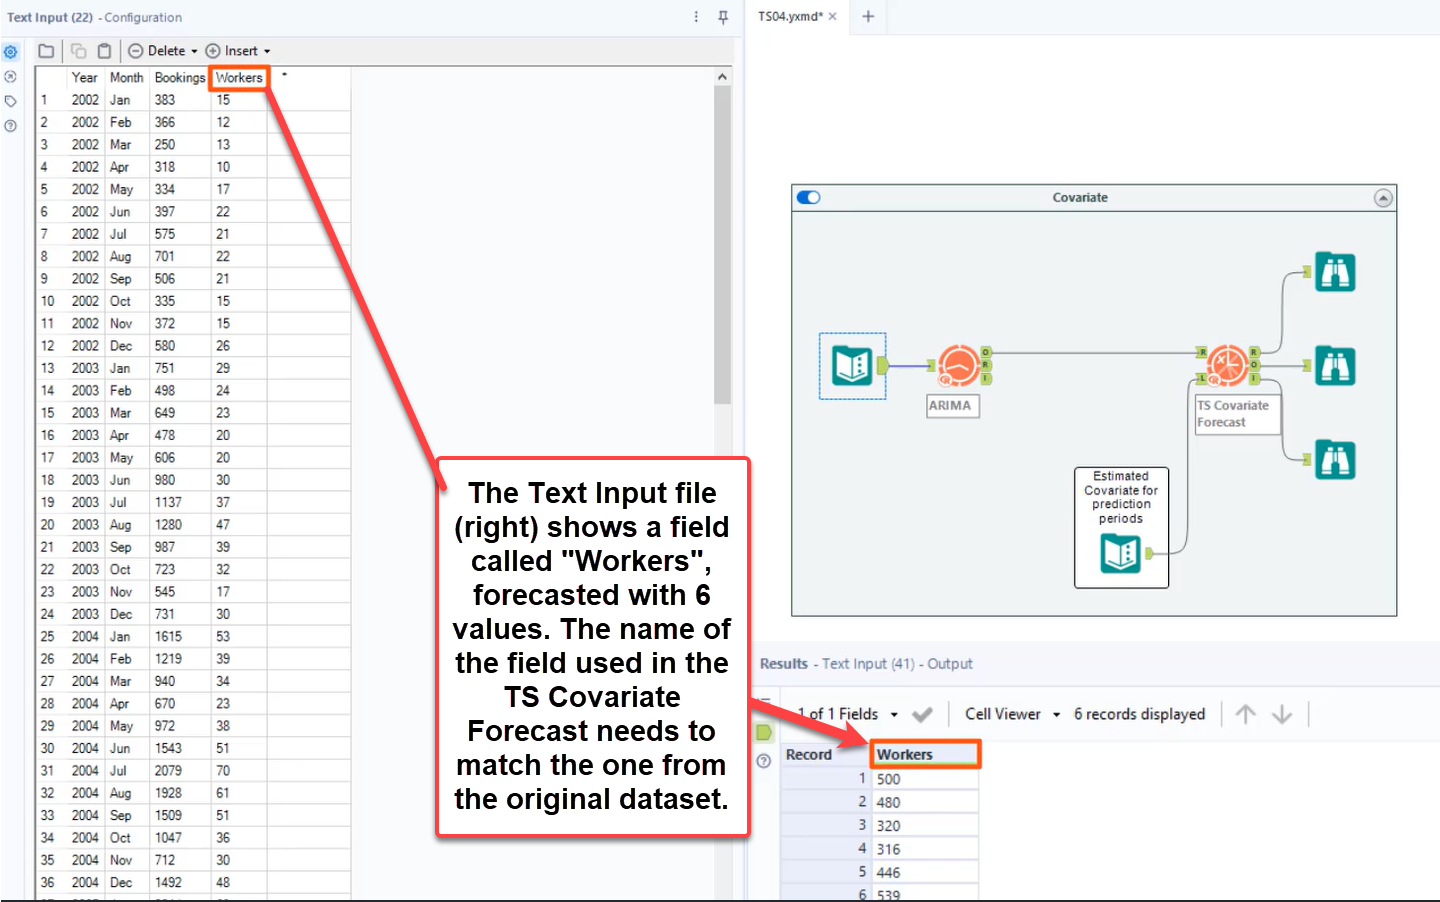 Text Input (22) - Configuration
Delete Insert
Year Month Bookings Workers *
1 2002 Jan 383 15
2 2002 Feb 366 12
3 2002 Mar 250 13
4 2002 Apr 318 10
5 2002 May 334 17
6 2002 Jun 397 22
7 2002 Jul 575 21
8 2002 Aug 701 22
9 2002 Sep 506 21
10 2002 Oct 335 15
11 2002 Nov 372 15
12 2002 Dec 580 26
13 2003 Jan 751 29
14 2003 Feb 498 24
15 2003 Mar 649 23
16 2003 Apr 478 20
17 2003 May 606 20
18 2003 Jun 980 30
19 2003 Jul 1137 37
20 2003 Aug 1280 47
21 2003 Sep 987 39
22 2003 Oct 723 32
23 2003 Nov 545 17
24 2003 Dec 731 30
25 2004 Jan 1615 53
26 2004 Feb 1219 39
27 2004 Mar 940 34
28 2004 Apr 670 23
29 2004 May 972 38
30 2004 Jun 1543 51
31 2004 Jul 2079 70
32 2004 Aug 1928 61
33 2004 Sep 1509 51
34 2004 Oct 1047 36
35 2004 Nov 712 30
36 2004 Dec 1492 48
The Text Input file
(right) shows a field
called "Workers",
forecasted with 6
values. The name of
the field used in the
TS Covariate
Forecast needs to
match the one from
the original dataset.
TS04.yxmd*
Covariate
O
R
I
ARIMA
R
L
R
O
I
TS Covariate
Forecast
Estimated
Covariate for
prediction
periods
Results - Text Input (41) - Output
1 of 1 Fields Cell Viewer 6 records displayed
Record Workers
1 500
2 480
3 320
4 316
5 446
6 539